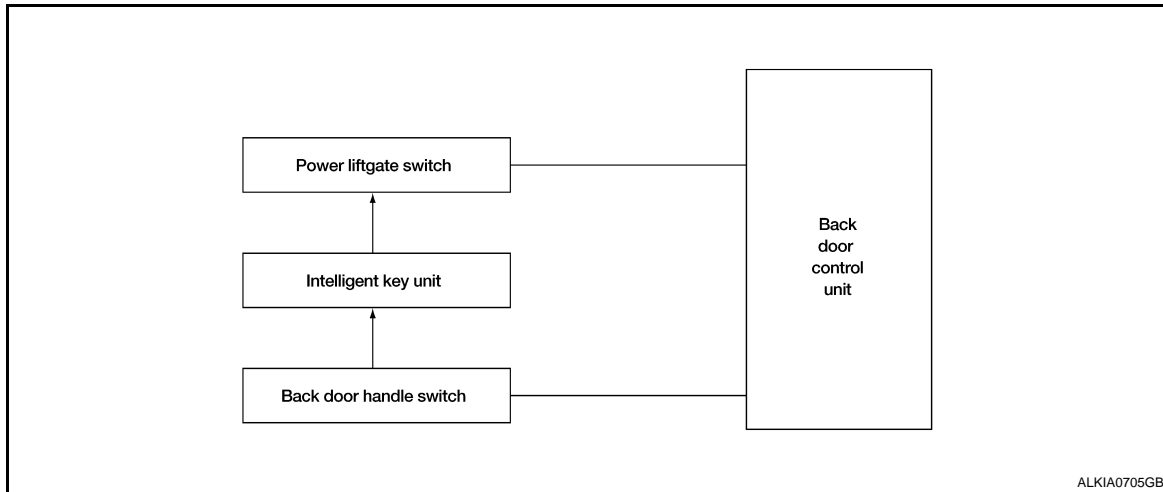 Power liftgate switch
Intelligent key unit
Back door handle switch
Back
door
control
unit
ALKIA0705GB